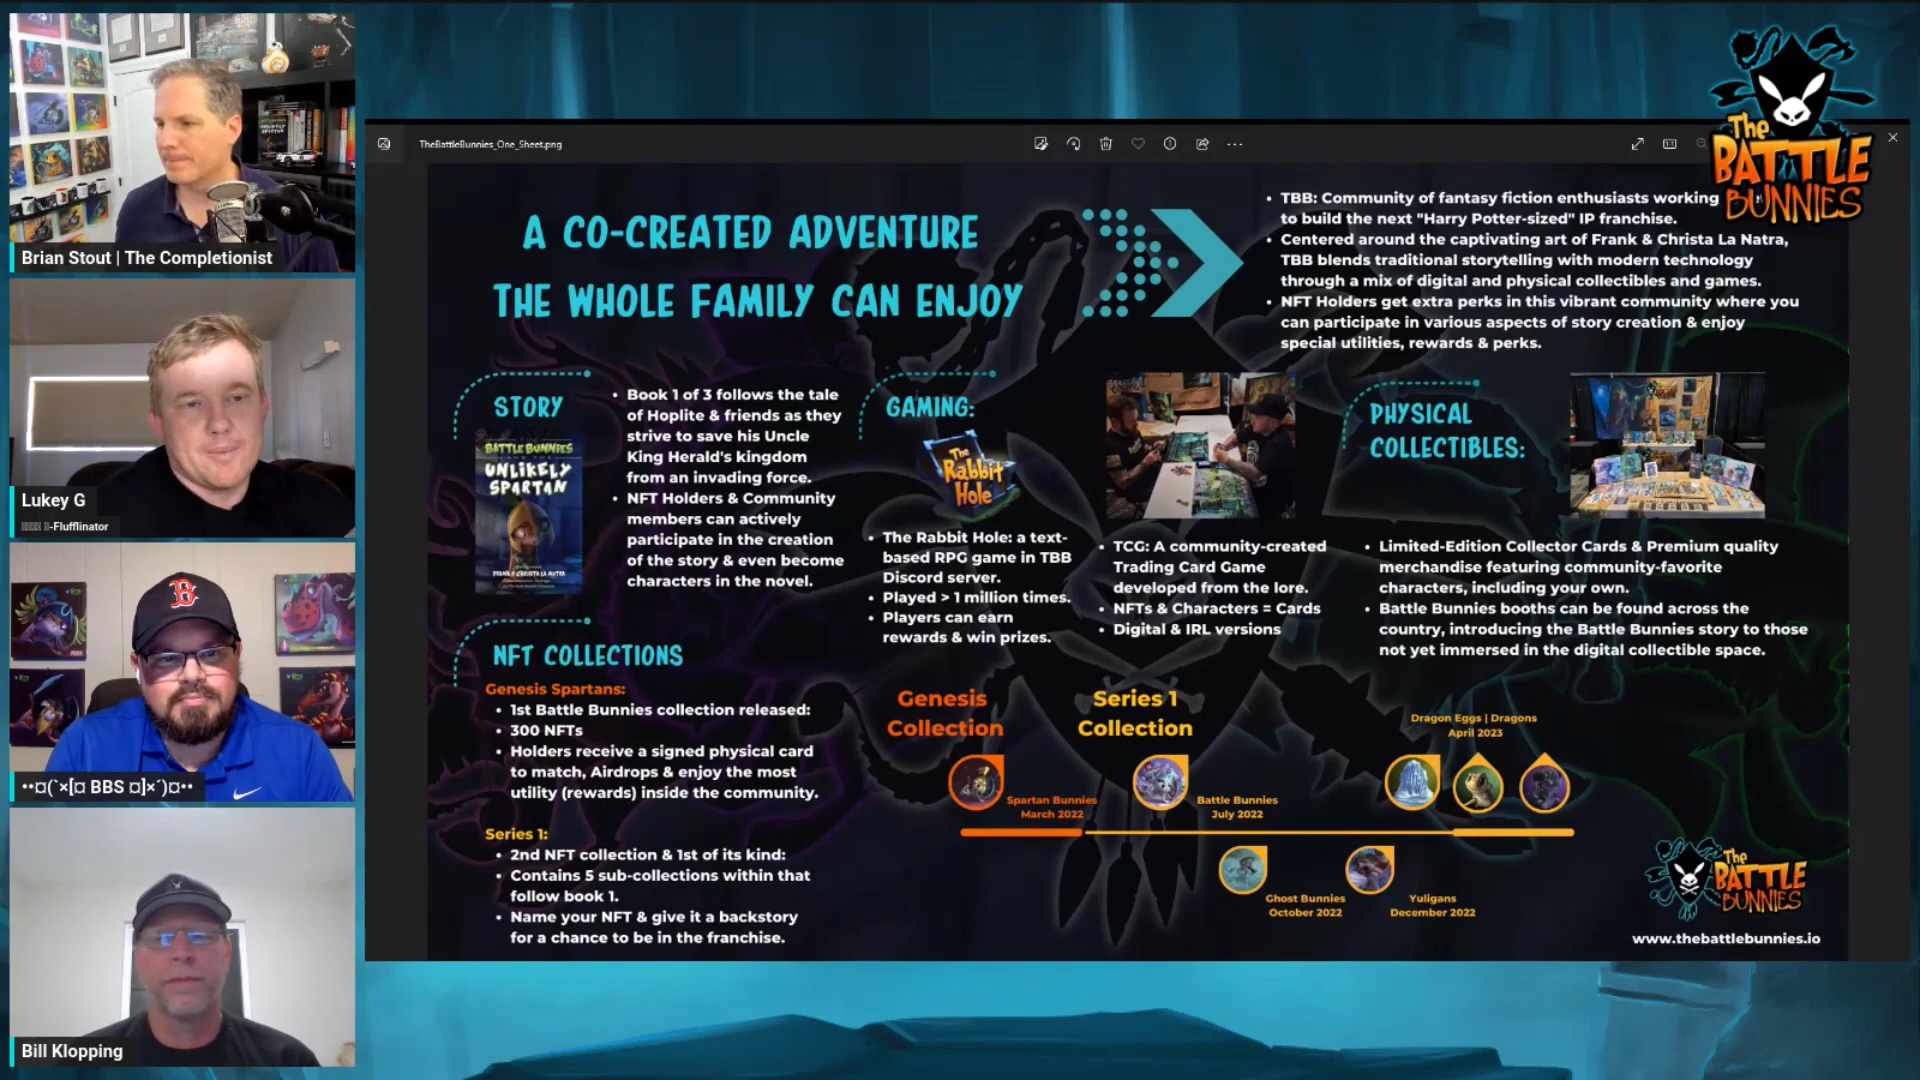 Brian Stout | The Completionist
Lukey G
-Flufflinator
B
••¤(`×[¤ BBS ¤]×´)¤••
Bill Klopping
TheBattleBunnies_One_Sheet.png
The
BATTLE
BUNNIES
A CO-CREATED ADVENTURE
THE WHOLE FAMILY CAN ENJOY
• TBB: Community of fantasy fiction enthusiasts working
to build the next "Harry Potter-sized" IP franchise.
• Centered around the captivating art of Frank & Christa La Natra,
TBB blends traditional storytelling with modern technology
through a mix of digital and physical collectibles and games.
• NFT Holders get extra perks in this vibrant community where you
can participate in various aspects of story creation & enjoy
special utilities, rewards & perks.
STORY
BATTLE BUNNIES
UNLIKELY
SPARTAN
FRANK & CHRISTA LA NATRA
• Book 1 of 3 follows the tale
of Hoplite & friends as they
strive to save his Uncle
King Herald's kingdom
from an invading force.
• NFT Holders & Community
members can actively
participate in the creation
of the story & even become
characters in the novel.
GAMING:
The
Rabbit
Hole
• The Rabbit Hole: a text-
based RPG game in TBB
Discord server.
• Played > 1 million times.
• Players can earn
rewards & win prizes.
• TCG: A community-created
Trading Card Game
developed from the lore.
• NFTs & Characters = Cards
• Digital & IRL versions
PHYSICAL
COLLECTIBLES:
• Limited-Edition Collector Cards & Premium quality
merchandise featuring community-favorite
characters, including your own.
• Battle Bunnies booths can be found across the
country, introducing the Battle Bunnies story to those
not yet immersed in the digital collectible space.
NFT COLLECTIONS
Genesis Spartans:
• 1st Battle Bunnies collection released:
• 300 NFTs
• Holders receive a signed physical card
to match, Airdrops & enjoy the most
utility (rewards) inside the community.
Series 1:
• 2nd NFT collection & 1st of its kind:
• Contains 5 sub-collections within that
follow book 1.
• Name your NFT & give it a backstory
for a chance to be in the franchise.
Genesis
Collection
Series 1
Collection
Spartan Bunnies
March 2022
Battle Bunnies
July 2022
Ghost Bunnies
October 2022
Yuligans
December 2022
Dragon Eggs | Dragons
April 2023
The
BATTLE
BUNNIES
www.thebattlebunnies.io